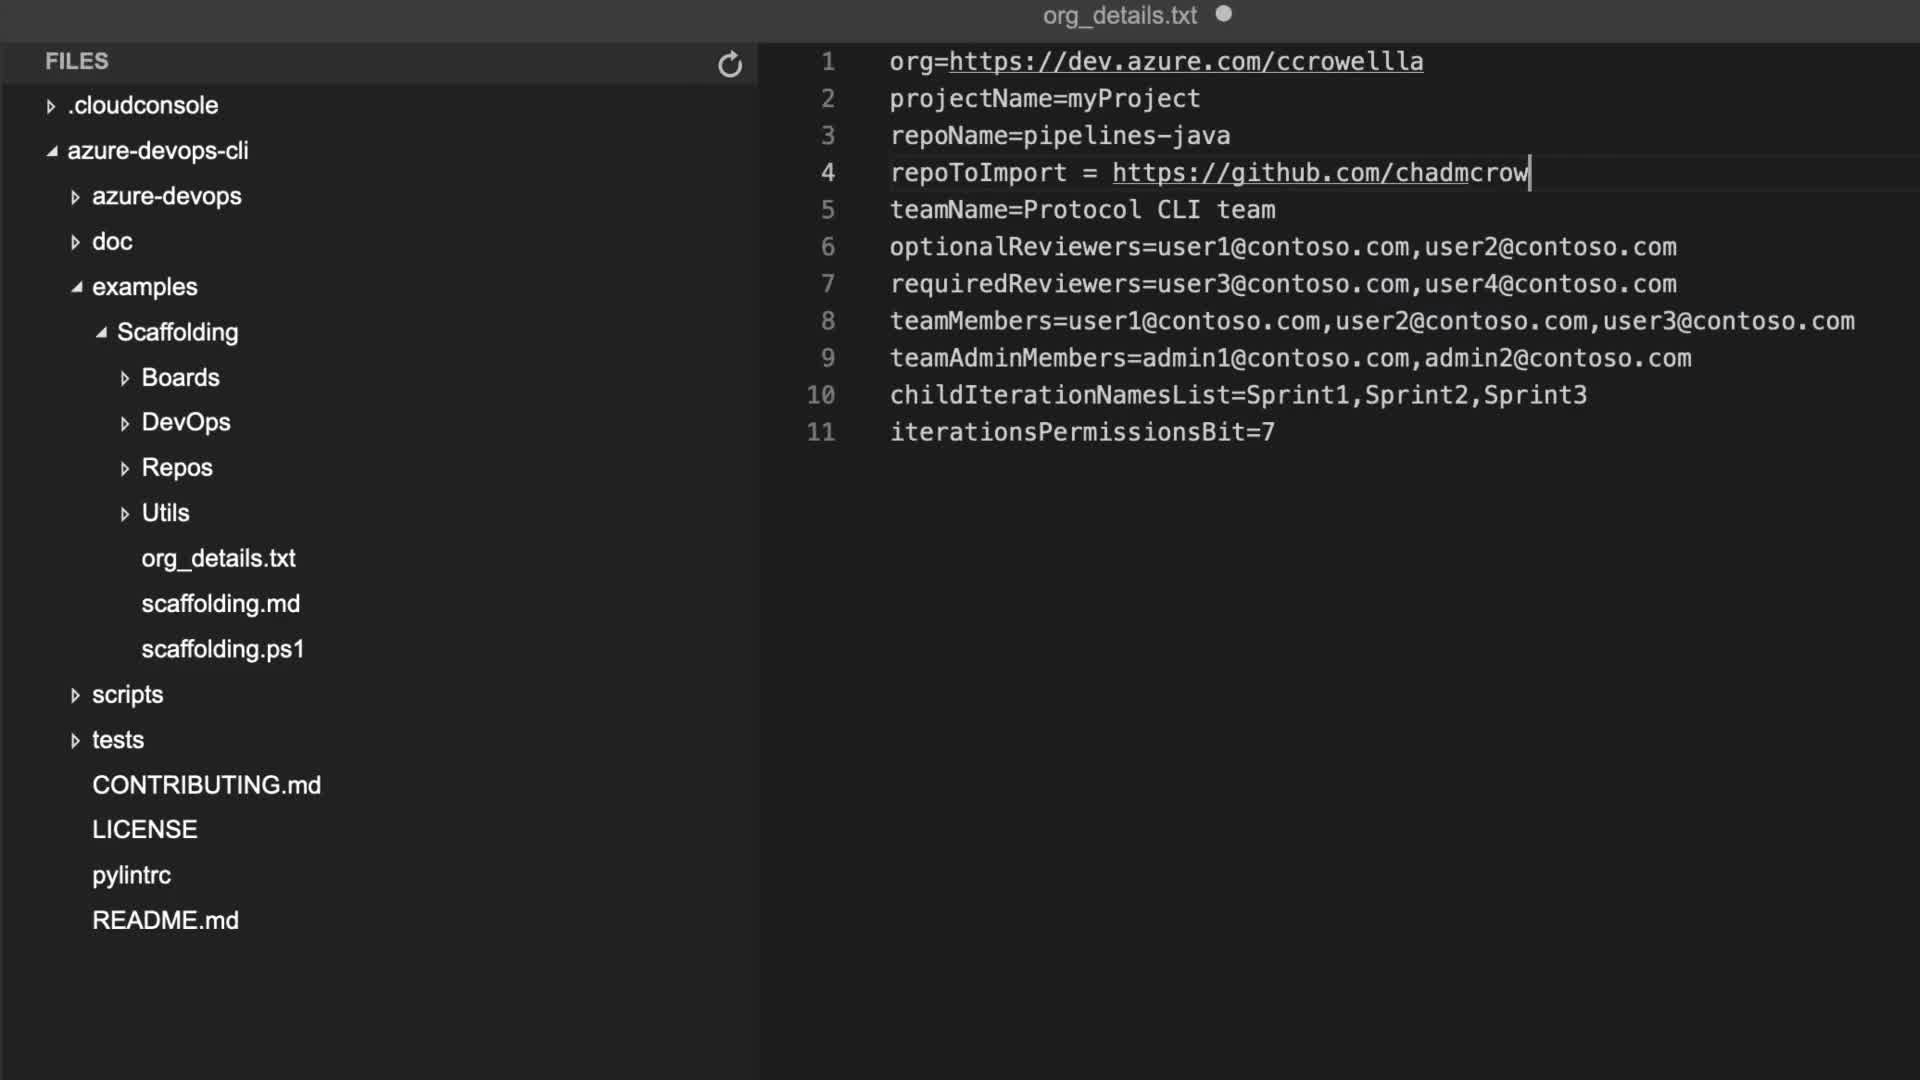 org_details.txt
FILES
.cloudconsole
azure-devops-cli
azure-devops
doc
examples
Scaffolding
Boards
DevOps
Repos
Utils
org_details.txt
scaffolding.md
scaffolding.ps1
scripts
tests
CONTRIBUTING.md
LICENSE
pylintrc
README.md
1 org=https://dev.azure.com/ccrowellla
2 projectName=myProject
3 repoName=pipelines-java
4 repoToImport = https://github.com/chadmcrow
5 teamName=Protocol CLI team
6 optionalReviewers=user1@contoso.com,user2@contoso.com
7 requiredReviewers=user3@contoso.com,user4@contoso.com
8 teamMembers=user1@contoso.com,user2@contoso.com,user3@contoso.com
9 teamAdminMembers=admin1@contoso.com,admin2@contoso.com
10 childIterationNamesList=Sprint1,Sprint2,Sprint3
11 iterationsPermissionsBit=7